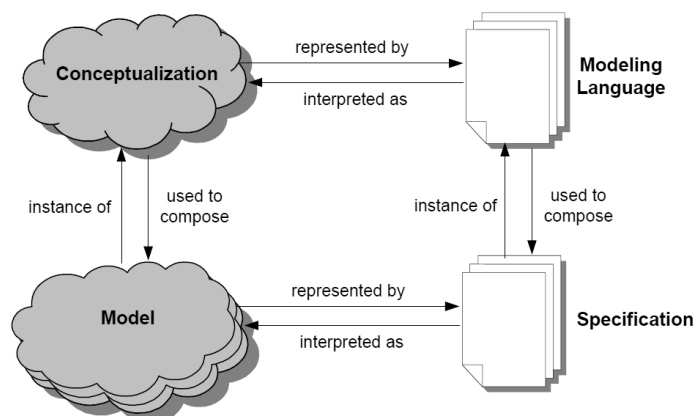 represented by
Conceptualization
Modeling
Language
interpreted as
instance of
used to
compose
instance of
used to
compose
represented by
Model
Specification
interpreted as